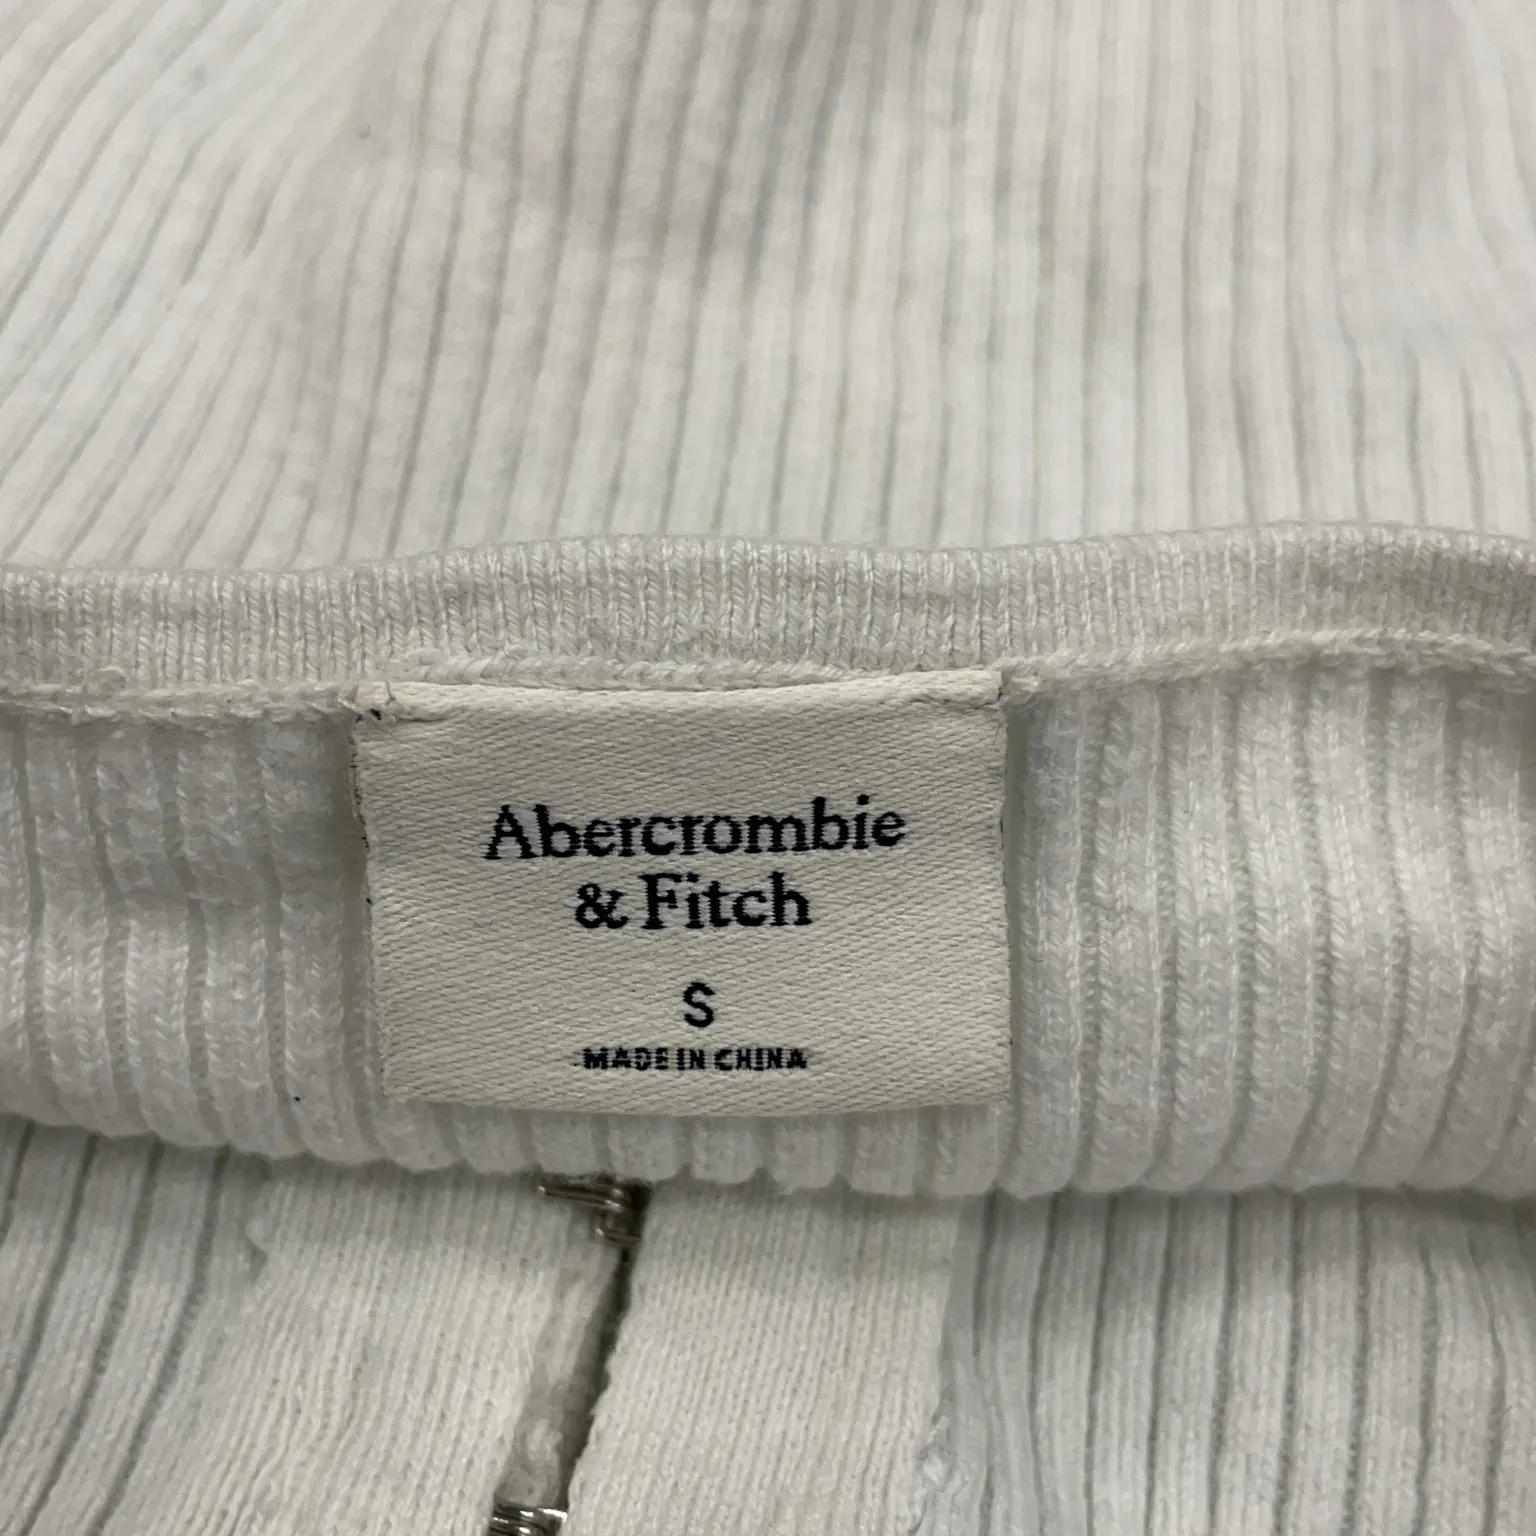 Abercrombie
& Fitch
S
MADE IN CHINA